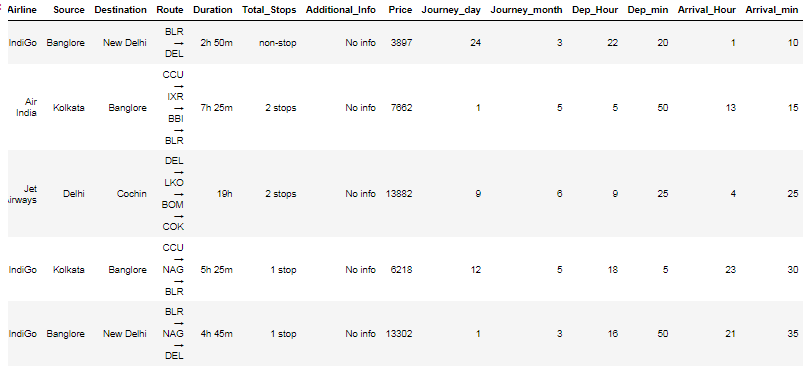 Airline Source Destination Route Duration Total_Stops Additional_Info Price Journey_day Journey_month Dep_Hour Dep_min Arrival_Hour Arrival_min
IndiGo Banglore New Delhi BLR → DEL 2h 50m non-stop No info 3897 24 3 22 20 1 10
Air India Kolkata Banglore CCU → IXR → BBI → BLR 7h 25m 2 stops No info 7662 1 5 5 50 13 15
Jet Airways Delhi Cochin DEL → LKO → BOM → COK 19h 2 stops No info 13882 9 6 9 25 4 25
IndiGo Kolkata Banglore CCU → NAG → BLR 5h 25m 1 stop No info 6218 12 5 18 5 23 30
IndiGo Banglore New Delhi BLR → NAG → DEL 4h 45m 1 stop No info 13302 1 3 16 50 21 35